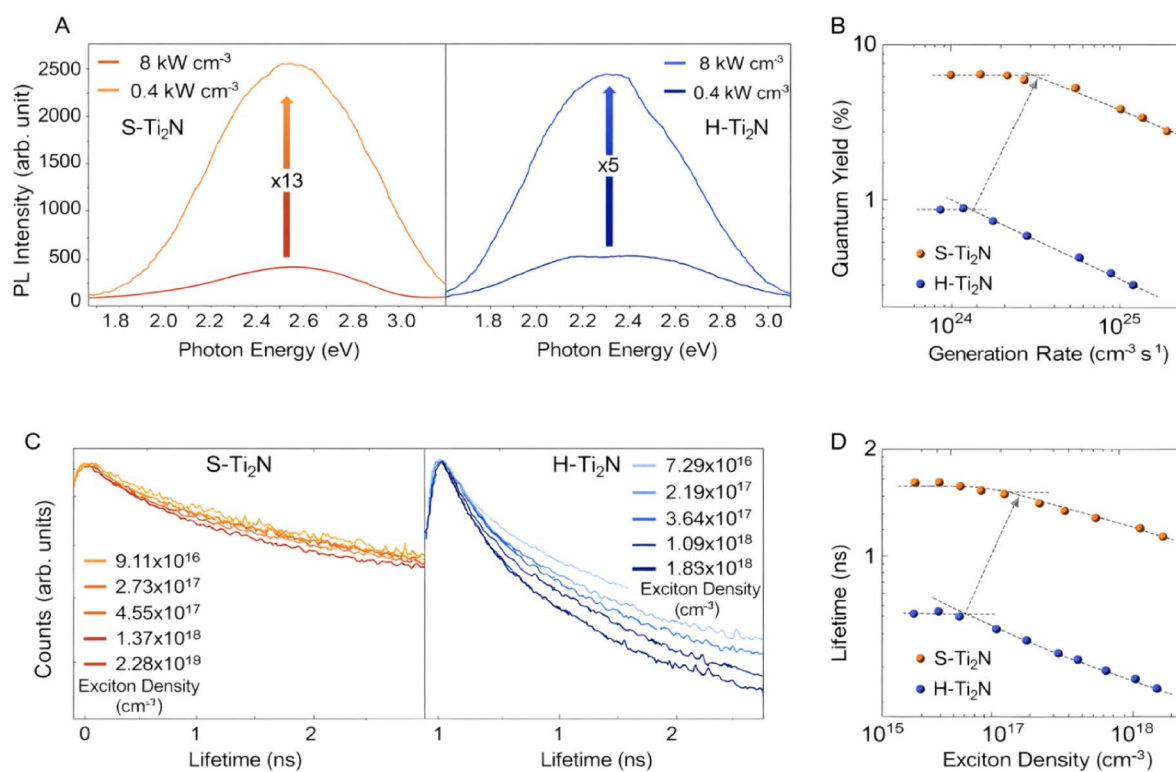 A
8 kW cm⁻³
0.4 kW cm⁻³
S-Ti₂N
x13
2500
2000
1500
1000
500
0
PL Intensity (arb. unit)
1.8 2.0 2.2 2.4 2.6 2.8 3.0
Photon Energy (eV)
8 kW cm⁻³
0.4 kW cm⁻³
H-Ti₂N
x5
1.8 2.0 2.2 2.4 2.6 2.8 3.0
Photon Energy (eV)
B
10
1
Quantum Yield (%)
S-Ti₂N
H-Ti₂N
10²⁴ 10²⁵
Generation Rate (cm⁻³ s¹)
C
S-Ti₂N
Counts (arb. units)
9.11x10¹⁶
2.73x10¹⁷
4.55x10¹⁷
1.37x10¹⁸
2.28x10¹⁸
Exciton Density
(cm⁻³)
0 1 2
Lifetime (ns)
H-Ti₂N
7.29x10¹⁶
2.19x10¹⁷
3.64x10¹⁷
1.09x10¹⁸
Exciton Density
(cm⁻³)
1 1 2
Lifetime (ns)
D
2
1
Lifetime (ns)
S-Ti₂N
H-Ti₂N
10¹⁵ 10¹⁷ 10¹⁸
Exciton Density (cm⁻³)